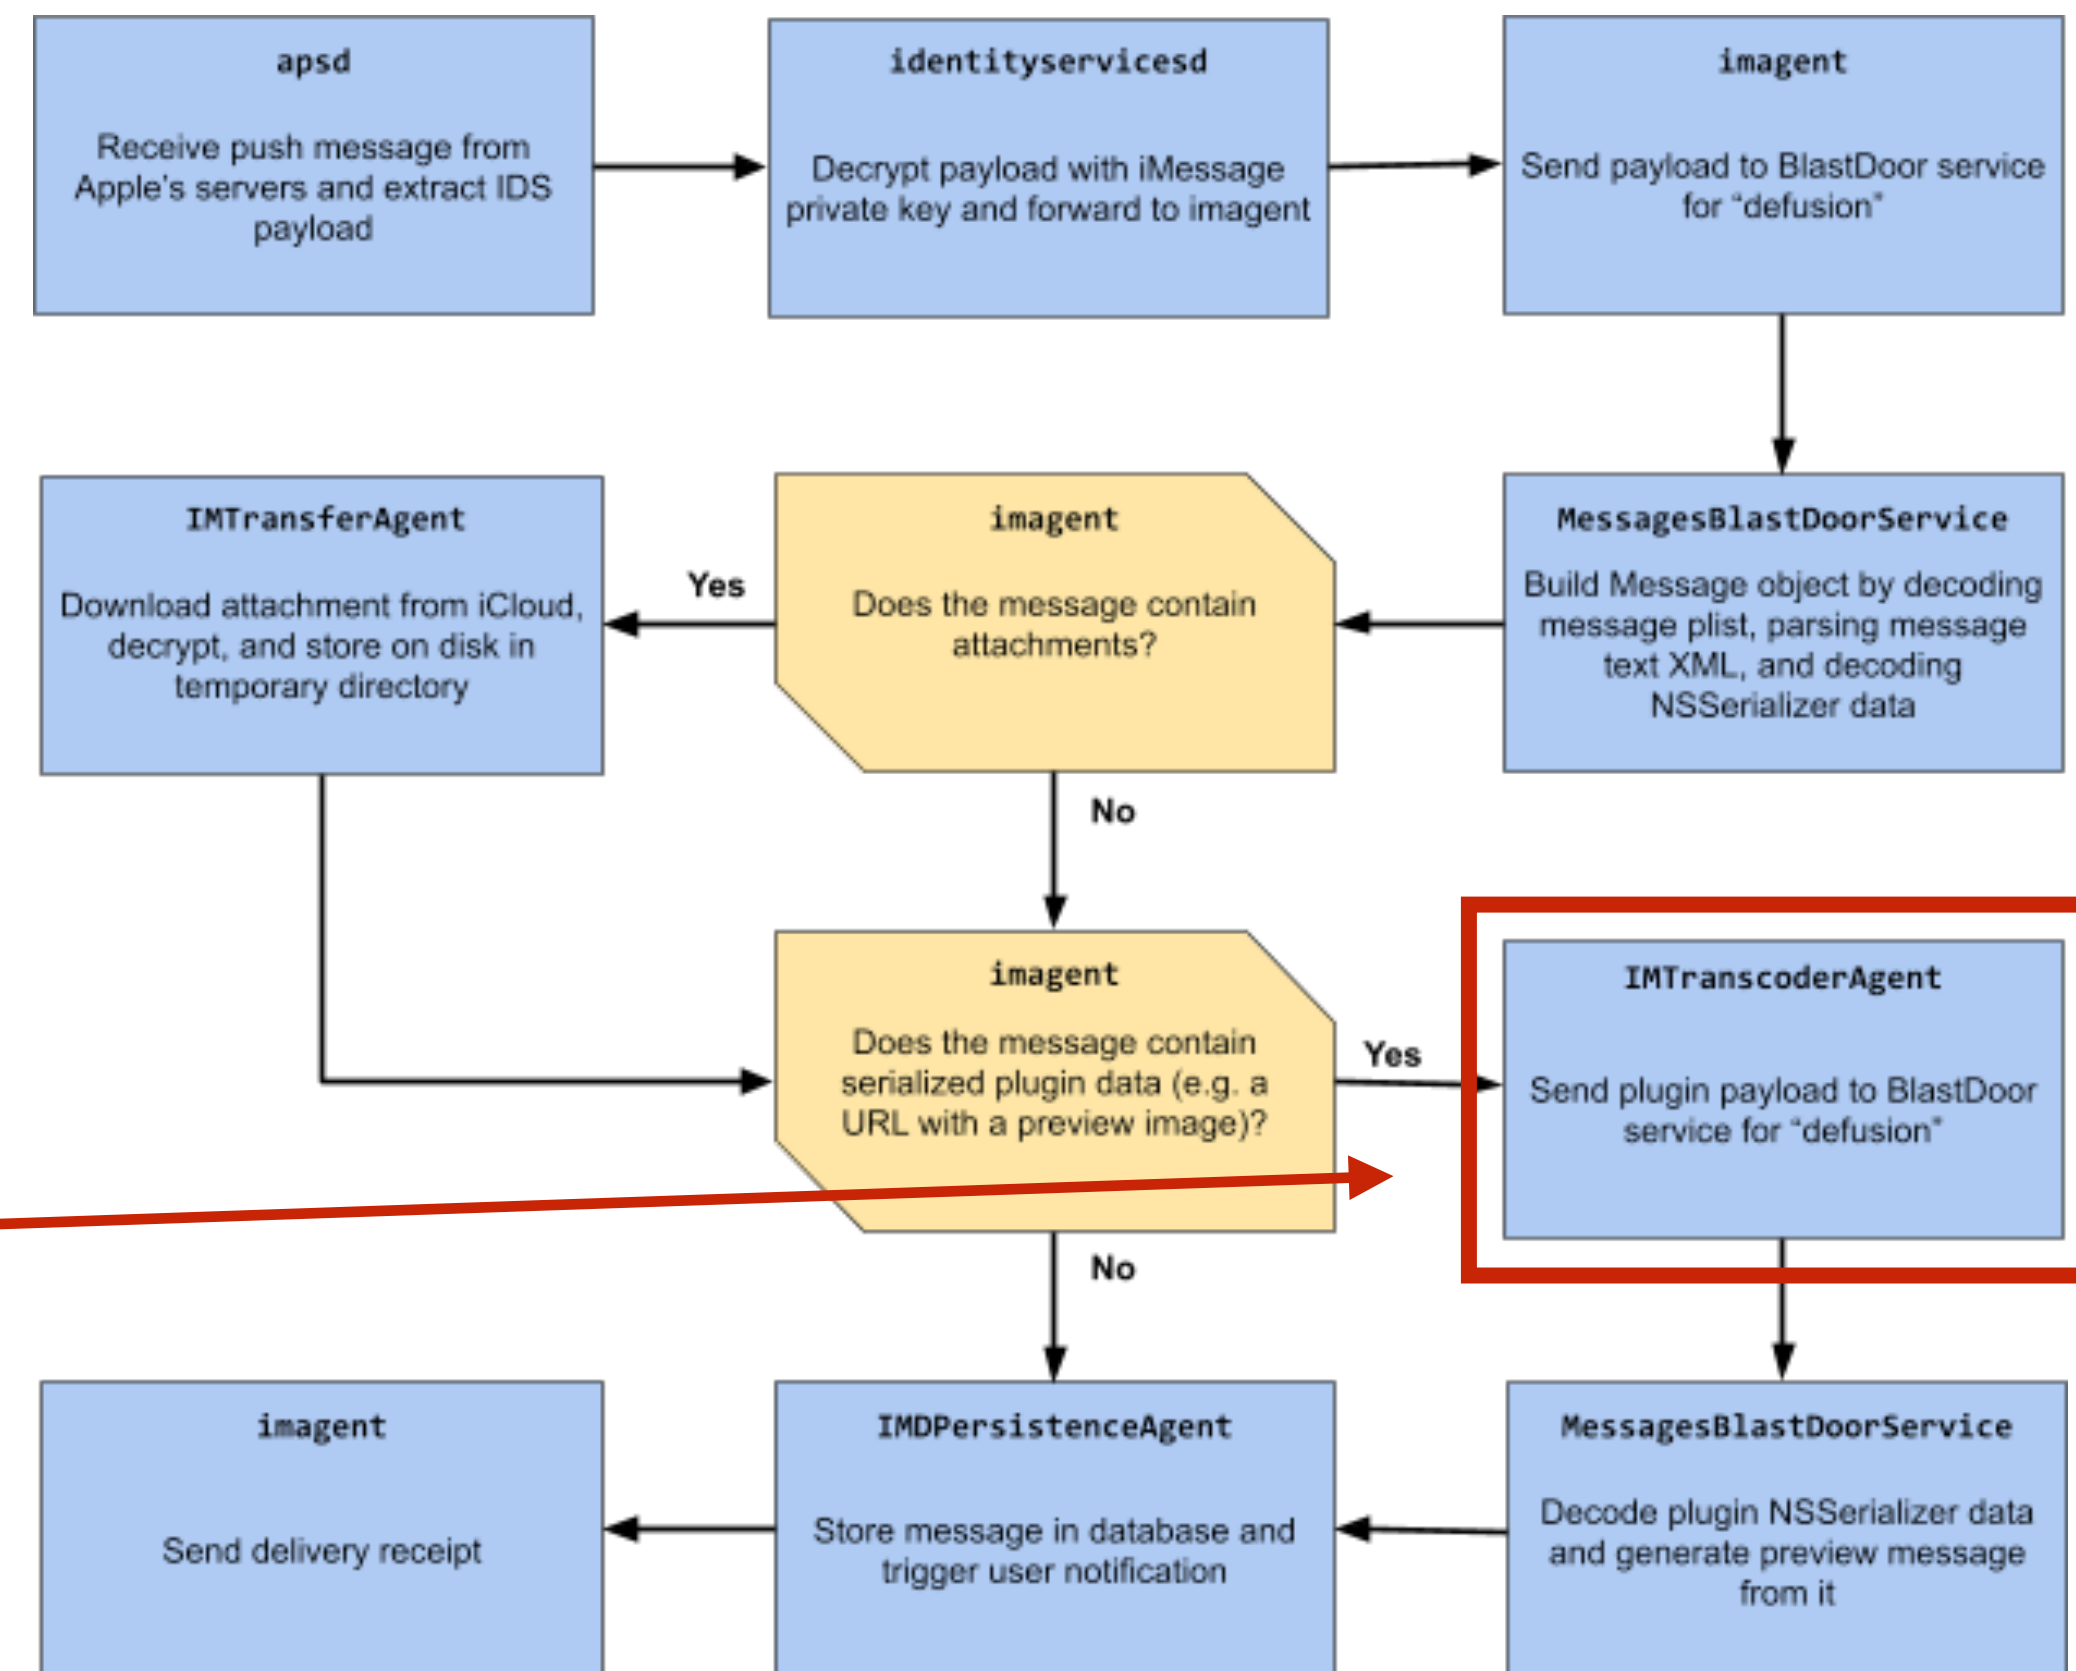 apsd
Receive push message from
Apple's servers and extract IDS
payload
identityservicesd
Decrypt payload with iMessage
private key and forward to imagent
imagent
Send payload to BlastDoor service
for “defusion”
IMTransferAgent
Download attachment from iCloud,
decrypt, and store on disk in
temporary directory
Yes
imagent
Does the message contain
attachments?
MessagesBlastDoorService
Build Message object by decoding
message plist, parsing message
text XML, and decoding
NSSerializer data
No
imagent
Does the message contain
serialized plugin data (e.g. a
URL with a preview image)?
Yes
IMTranscoderAgent
Send plugin payload to BlastDoor
service for “defusion”
No
imagent
Send delivery receipt
IMDPersistenceAgent
Store message in database and
trigger user notification
MessagesBlastDoorService
Decode plugin NSSerializer data
and generate preview message
from it